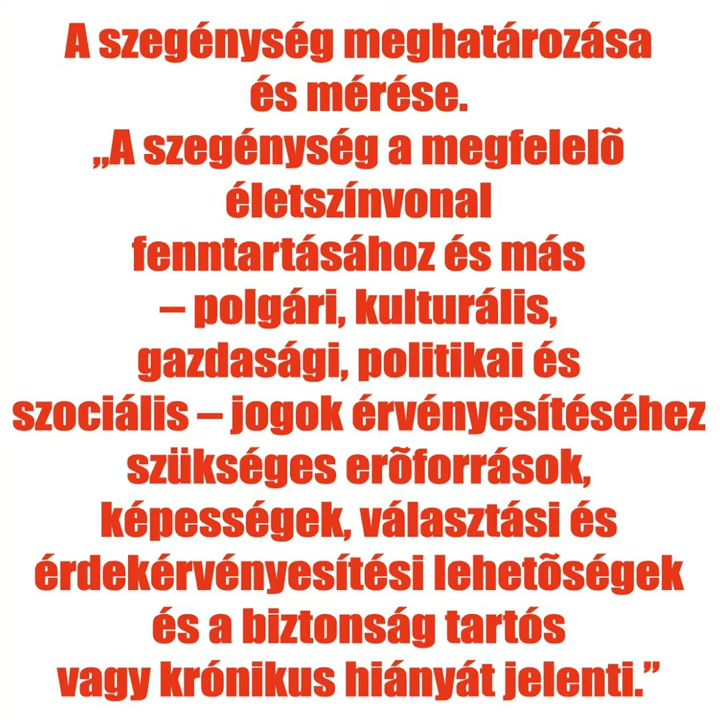 A szegénység meghatározása
és mérése.
„A szegénység a megfelelõ
életszínvonal
fenntartásához és más
– polgári, kulturális,
gazdasági, politikai és
szociális – jogok érvényesítéséhez
szükséges erõforrások,
képességek, választási és
érdekérvényesítési lehetõségek
és a biztonság tartós
vagy krónikus hiányát jelenti.”